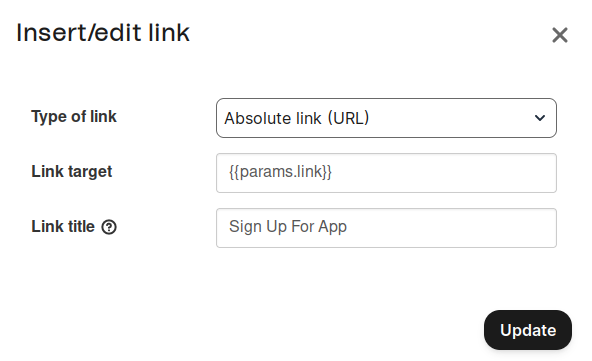 Insert/edit link
Type of link
Absolute link (URL)
Link target
{{params.link}}
Link title
Sign Up For App
Update